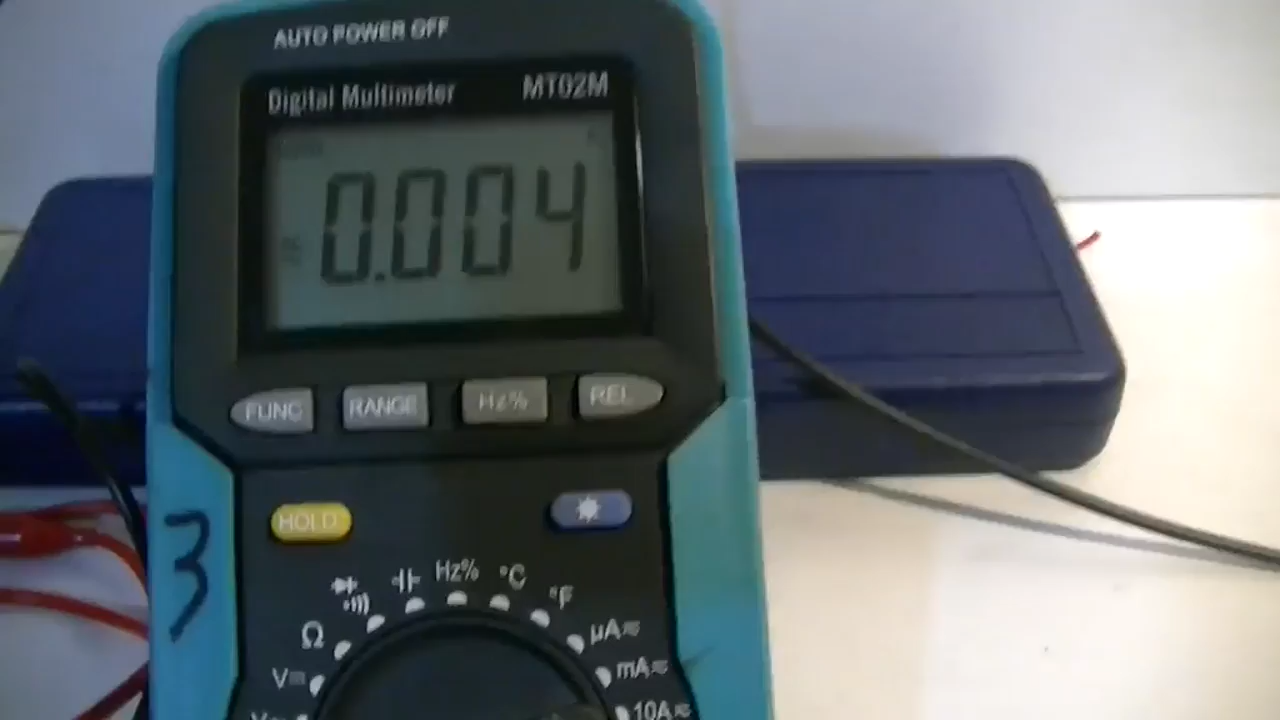 AUTO POWER OFF
Digital Multimeter MT02M
0.004
FUNC RANGE Hz% REL
HOLD
Hz% °C
°F
Ω µA≂
V⎓ mA≂
10A≂
3